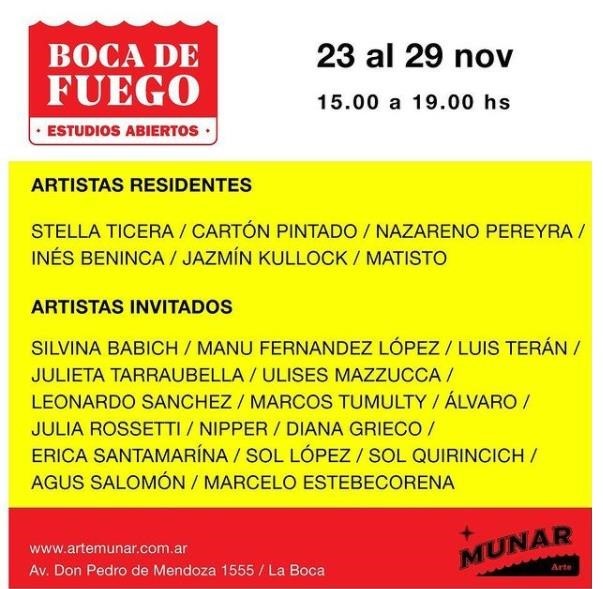 BOCA DE
FUEGO
· ESTUDIOS ABIERTOS ·
23 al 29 nov
15.00 a 19.00 hs
ARTISTAS RESIDENTES
STELLA TICERA / CARTÓN PINTADO / NAZARENO PEREYRA /
INÉS BENINCA / JAZMÍN KULLOCK / MATISTO
ARTISTAS INVITADOS
SILVINA BABICH / MANU FERNANDEZ LÓPEZ / LUIS TERÁN /
JULIETA TARRAUBELLA / ULISES MAZZUCCA /
LEONARDO SANCHEZ / MARCOS TUMULTY / ÁLVARO /
JULIA ROSSETTI / NIPPER / DIANA GRIECO /
ERICA SANTAMARÍNA / SOL LÓPEZ / SOL QUIRINCICH /
AGUS SALOMÓN / MARCELO ESTEBECORENA
www.artemunar.com.ar
Av. Don Pedro de Mendoza 1555 / La Boca
MUNAR
Arte